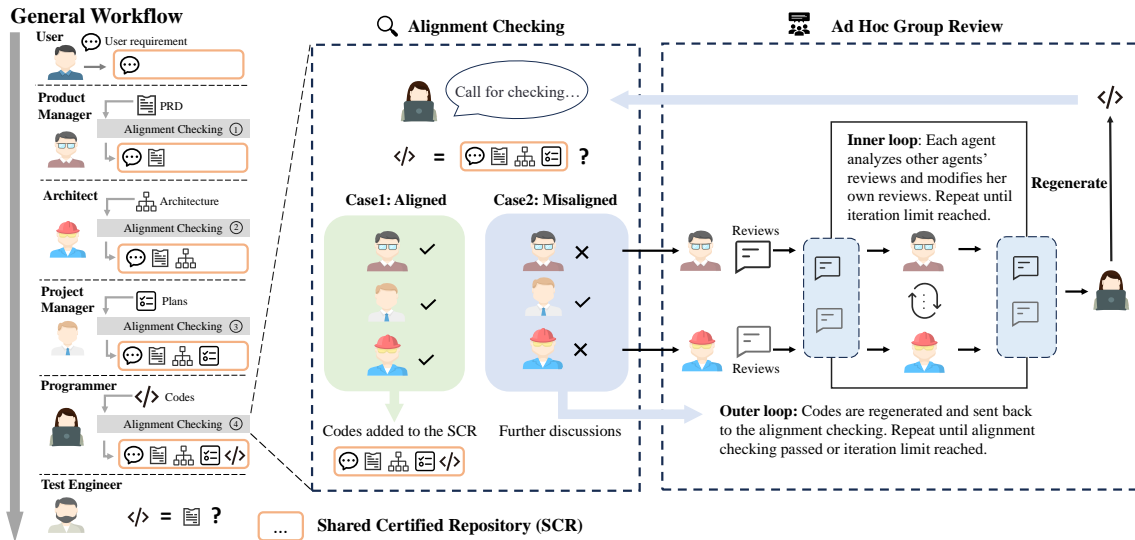 General Workflow
User
User requirement
Product
Manager
PRD
Alignment Checking ①
Architect
Architecture
Alignment Checking ②
Project
Manager
Plans
Alignment Checking ③
Programmer
</> Codes
Alignment Checking ④
</>
Test Engineer
</> = ?
... Shared Certified Repository (SCR)
Alignment Checking
Call for checking…
</> = ?
Case1: Aligned
Case2: Misaligned
Codes added to the SCR
</>
Further discussions
Ad Hoc Group Review
</>
Inner loop: Each agent
analyzes other agents’
reviews and modifies her
own reviews. Repeat until
iteration limit reached.
Regenerate
Reviews
Reviews
Outer loop: Codes are regenerated and sent back
to the alignment checking. Repeat until alignment
checking passed or iteration limit reached.